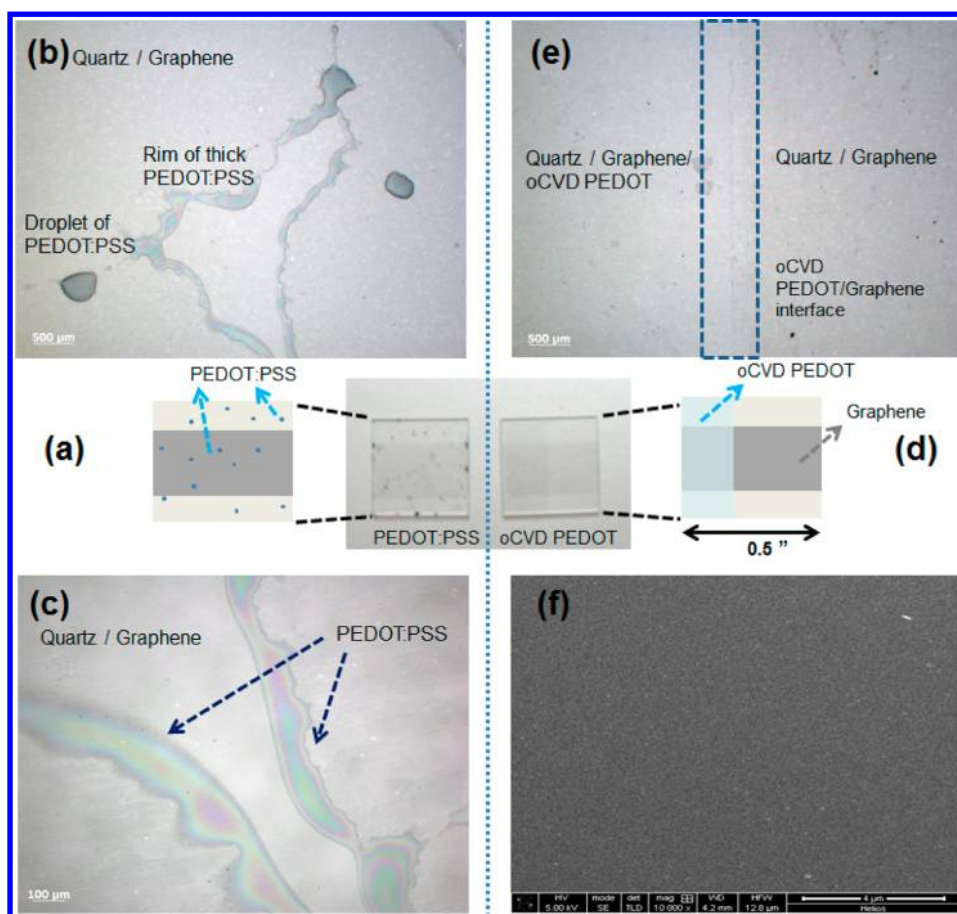 (b) Quartz / Graphene
Rim of thick
PEDOT:PSS
Droplet of
PEDOT:PSS
500 µm
(e)
Quartz / Graphene/
oCVD PEDOT
Quartz / Graphene
oCVD
PEDOT/Graphene
interface
500 µm
PEDOT:PSS
(a)
PEDOT:PSS
oCVD PEDOT
oCVD PEDOT
Graphene
(d)
0.5 ”
(c)
Quartz / Graphene
PEDOT:PSS
100 µm
(f)
HV mode det mag WD HFW 4 µm
5.00 kV SE TLD 10 000 x 4.2 mm 12.8 µm Helios